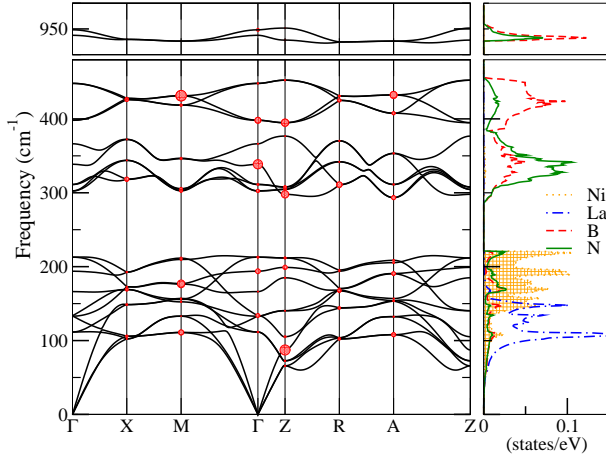 950
400
300
200
100
0
Frequency (cm-1)
Γ X M Γ Z R A Z
Ni
La
B
N
0 0.1
(states/eV)